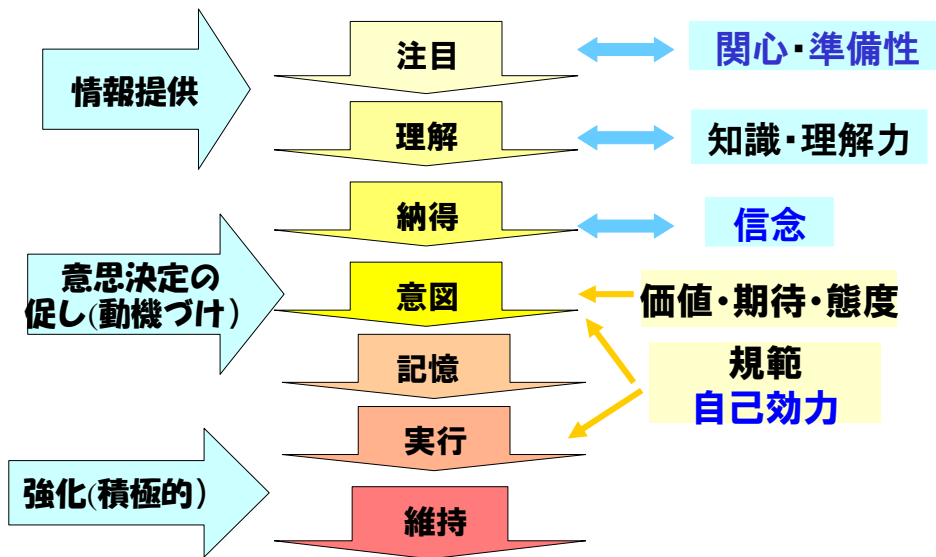 情報提供
意思決定の
促し(動機づけ)
強化(積極的)
注目
理解
納得
意図
記憶
実行
維持
関心・準備性
知識・理解力
信念
価値・期待・態度
規範
自己効力